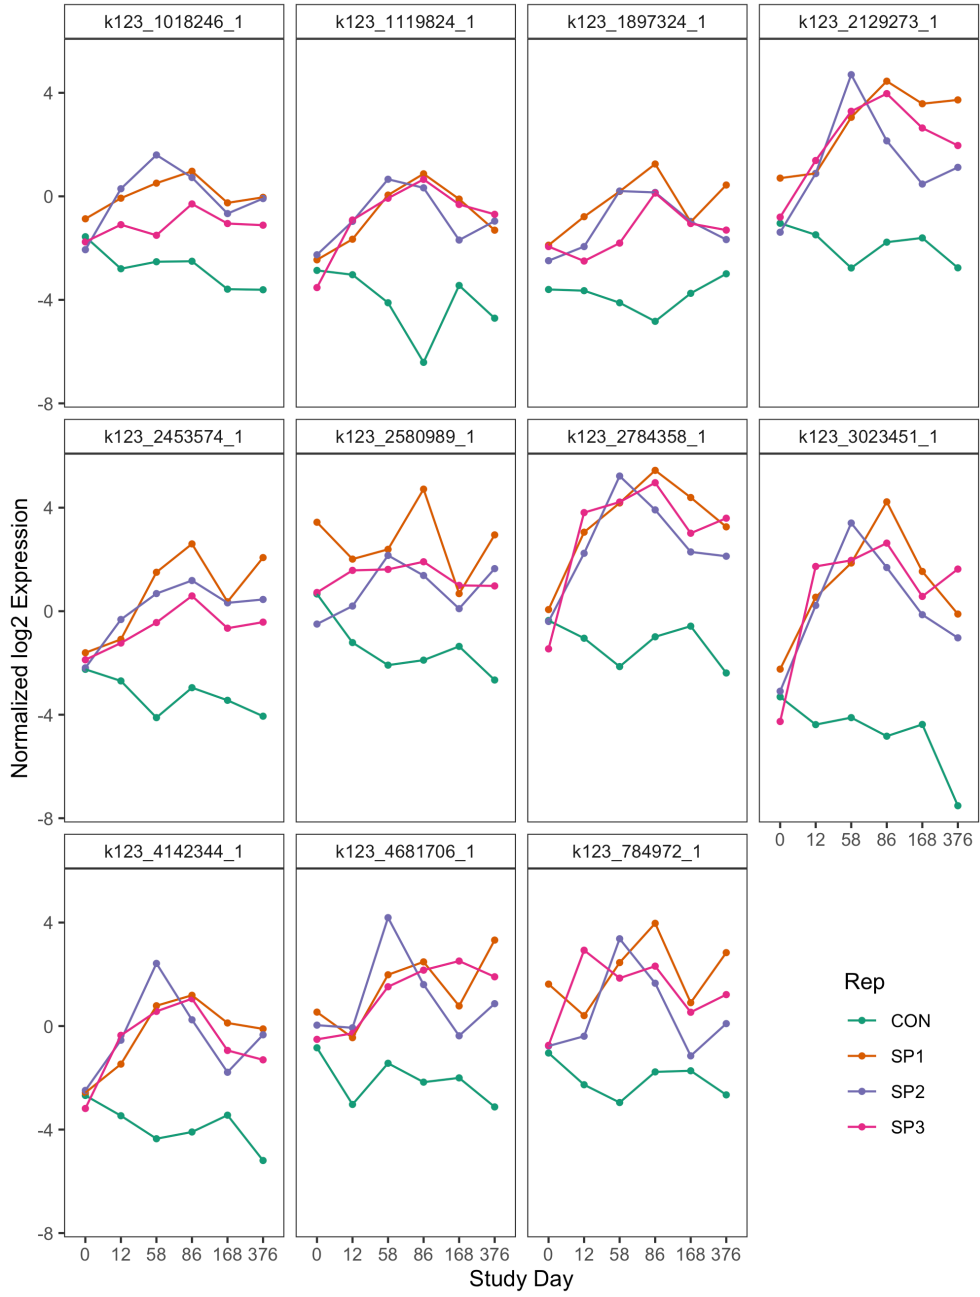 k123_1018246_1 k123_1119824_1 k123_1897324_1 k123_2129273_1
4
0
-4
-8
k123_2453574_1 k123_2580989_1 k123_2784358_1 k123_3023451_1
4
0
-4
-8
0 12 58 86 168 376
k123_4142344_1 k123_4681706_1 k123_784972_1
4
0
-4
-8
0 12 58 86 168 376 0 12 58 86 168 376 0 12 58 86 168 376
Study Day
Normalized log2 Expression
Rep
CON
SP1
SP2
SP3